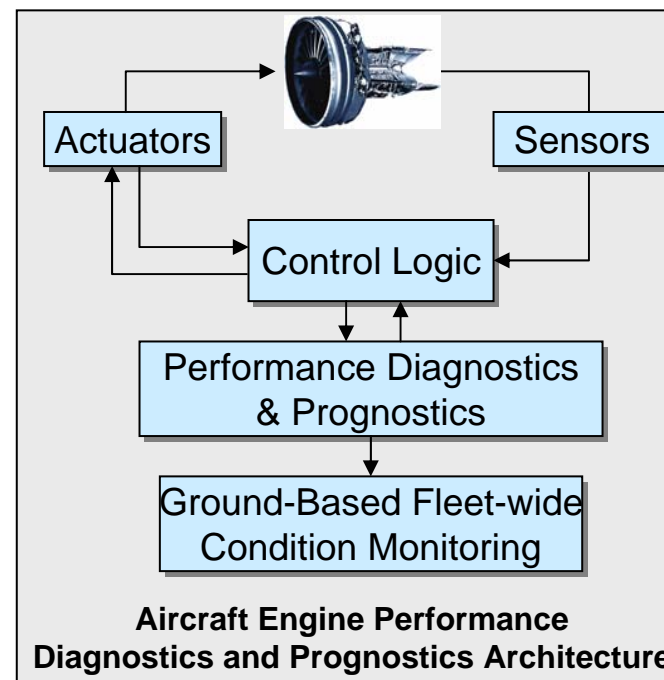 Actuators
Sensors
Control Logic
Performance Diagnostics
& Prognostics
Ground-Based Fleet-wide
Condition Monitoring
Aircraft Engine Performance
Diagnostics and Prognostics Architecture